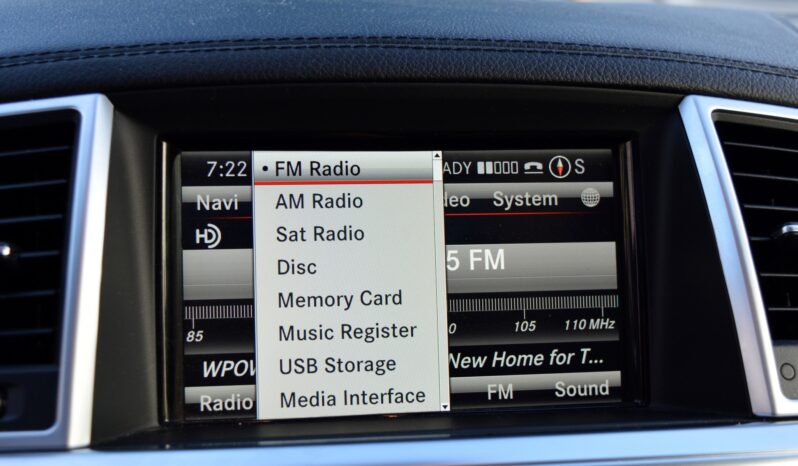 7:22 ADY S
Navi deo System
HD
FM Radio
AM Radio
Sat Radio
Disc
Memory Card
Music Register
USB Storage
Media Interface
5 FM
85 0 105 110 MHz
WPOW New Home for T...
Radio FM Sound